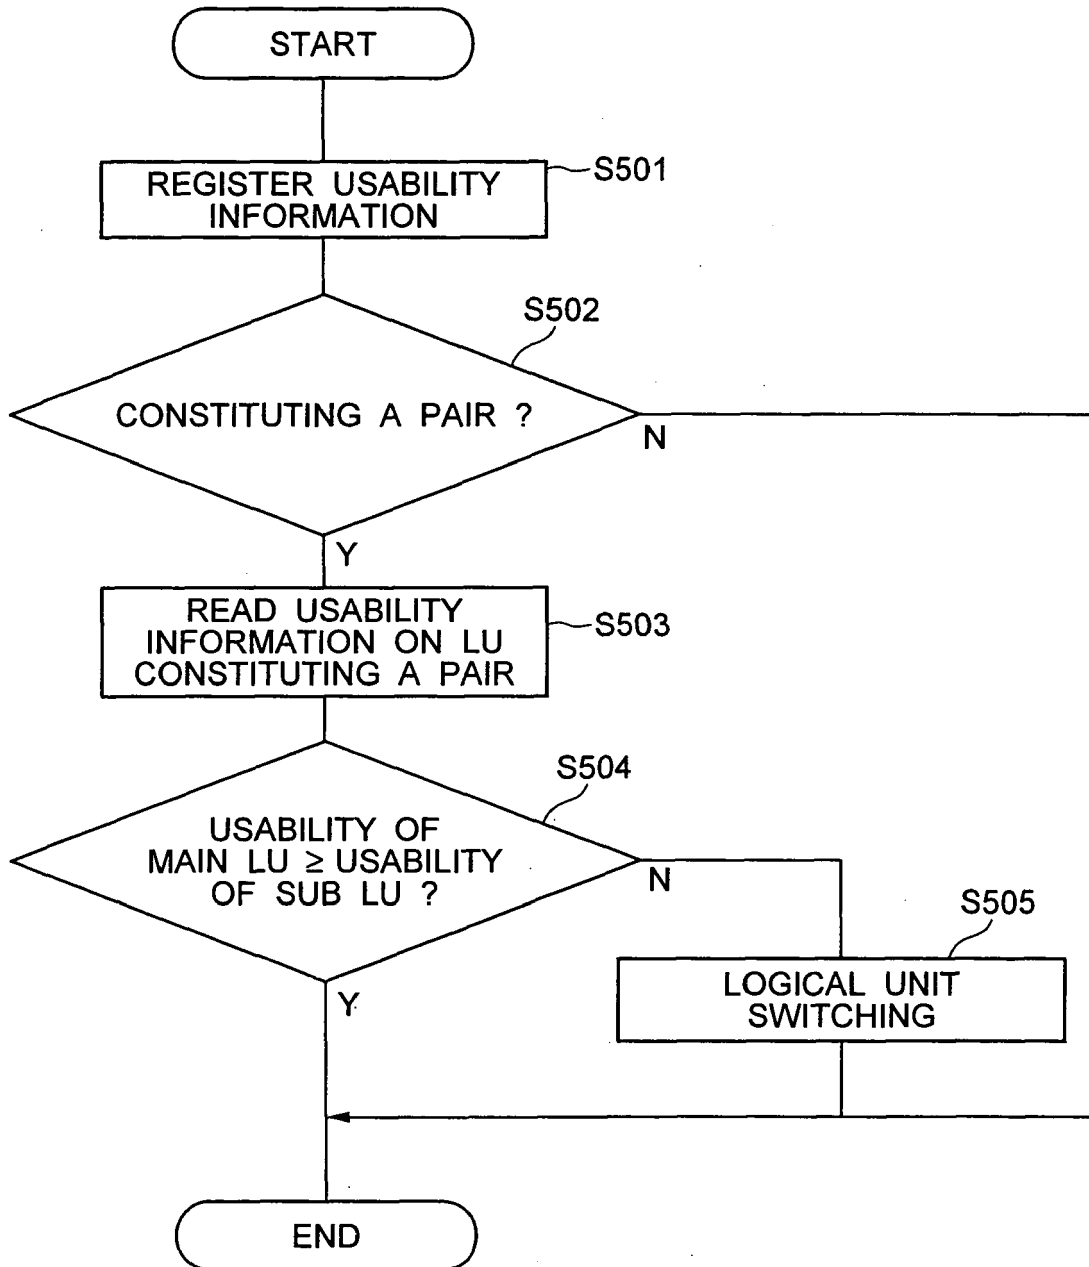 START
REGISTER USABILITY
INFORMATION
S501
S502
CONSTITUTING A PAIR ?
N
Y
READ USABILITY
INFORMATION ON LU
CONSTITUTING A PAIR
S503
S504
USABILITY OF
MAIN LU ≥ USABILITY
OF SUB LU ?
N
Y
S505
LOGICAL UNIT
SWITCHING
END